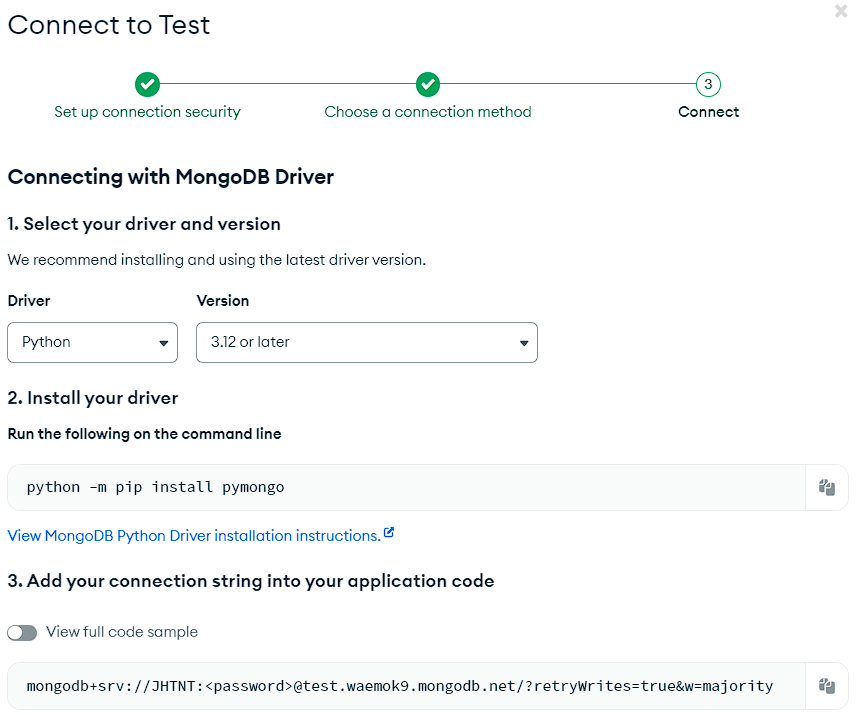 Connect to Test
3
Set up connection security
Choose a connection method
Connect
Connecting with MongoDB Driver
1. Select your driver and version
We recommend installing and using the latest driver version.
Driver
Version
Python
3.12 or later
2. Install your driver
Run the following on the command line
python -m pip install pymongo
View MongoDB Python Driver installation instructions.
3. Add your connection string into your application code
View full code sample
mongodb+srv://JHTNT:<password>@test.waemok9.mongodb.net/?retryWrites=true&w=majority